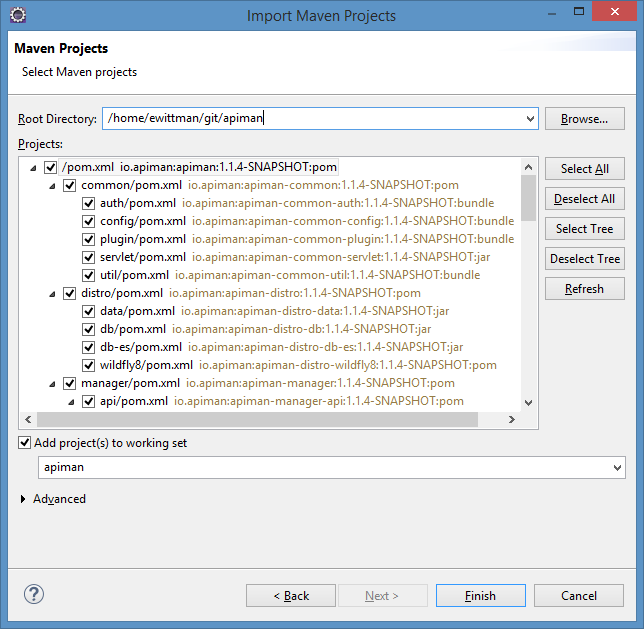 Import Maven Projects
Maven Projects
Select Maven projects
Root Directory: /home/ewittman/git/apiman Browse...
Projects:
/pom.xml io.apiman:apiman:1.1.4-SNAPSHOT:pom
common/pom.xml io.apiman:apiman-common:1.1.4-SNAPSHOT:pom
auth/pom.xml io.apiman:apiman-common-auth:1.1.4-SNAPSHOT:bundle
config/pom.xml io.apiman:apiman-common-config:1.1.4-SNAPSHOT:bundle
plugin/pom.xml io.apiman:apiman-common-plugin:1.1.4-SNAPSHOT:bundle
servlet/pom.xml io.apiman:apiman-common-servlet:1.1.4-SNAPSHOT:jar
util/pom.xml io.apiman:apiman-common-util:1.1.4-SNAPSHOT:bundle
distro/pom.xml io.apiman:apiman-distro:1.1.4-SNAPSHOT:pom
data/pom.xml io.apiman:apiman-distro-data:1.1.4-SNAPSHOT:jar
db/pom.xml io.apiman:apiman-distro-db:1.1.4-SNAPSHOT:jar
db-es/pom.xml io.apiman:apiman-distro-db-es:1.1.4-SNAPSHOT:jar
wildfly8/pom.xml io.apiman:apiman-distro-wildfly8:1.1.4-SNAPSHOT:pom
manager/pom.xml io.apiman:apiman-manager:1.1.4-SNAPSHOT:pom
api/pom.xml io.apiman:apiman-manager-api:1.1.4-SNAPSHOT:pom
Select All
Deselect All
Select Tree
Deselect Tree
Refresh
Add project(s) to working set
apiman
Advanced
? < Back Next > Finish Cancel